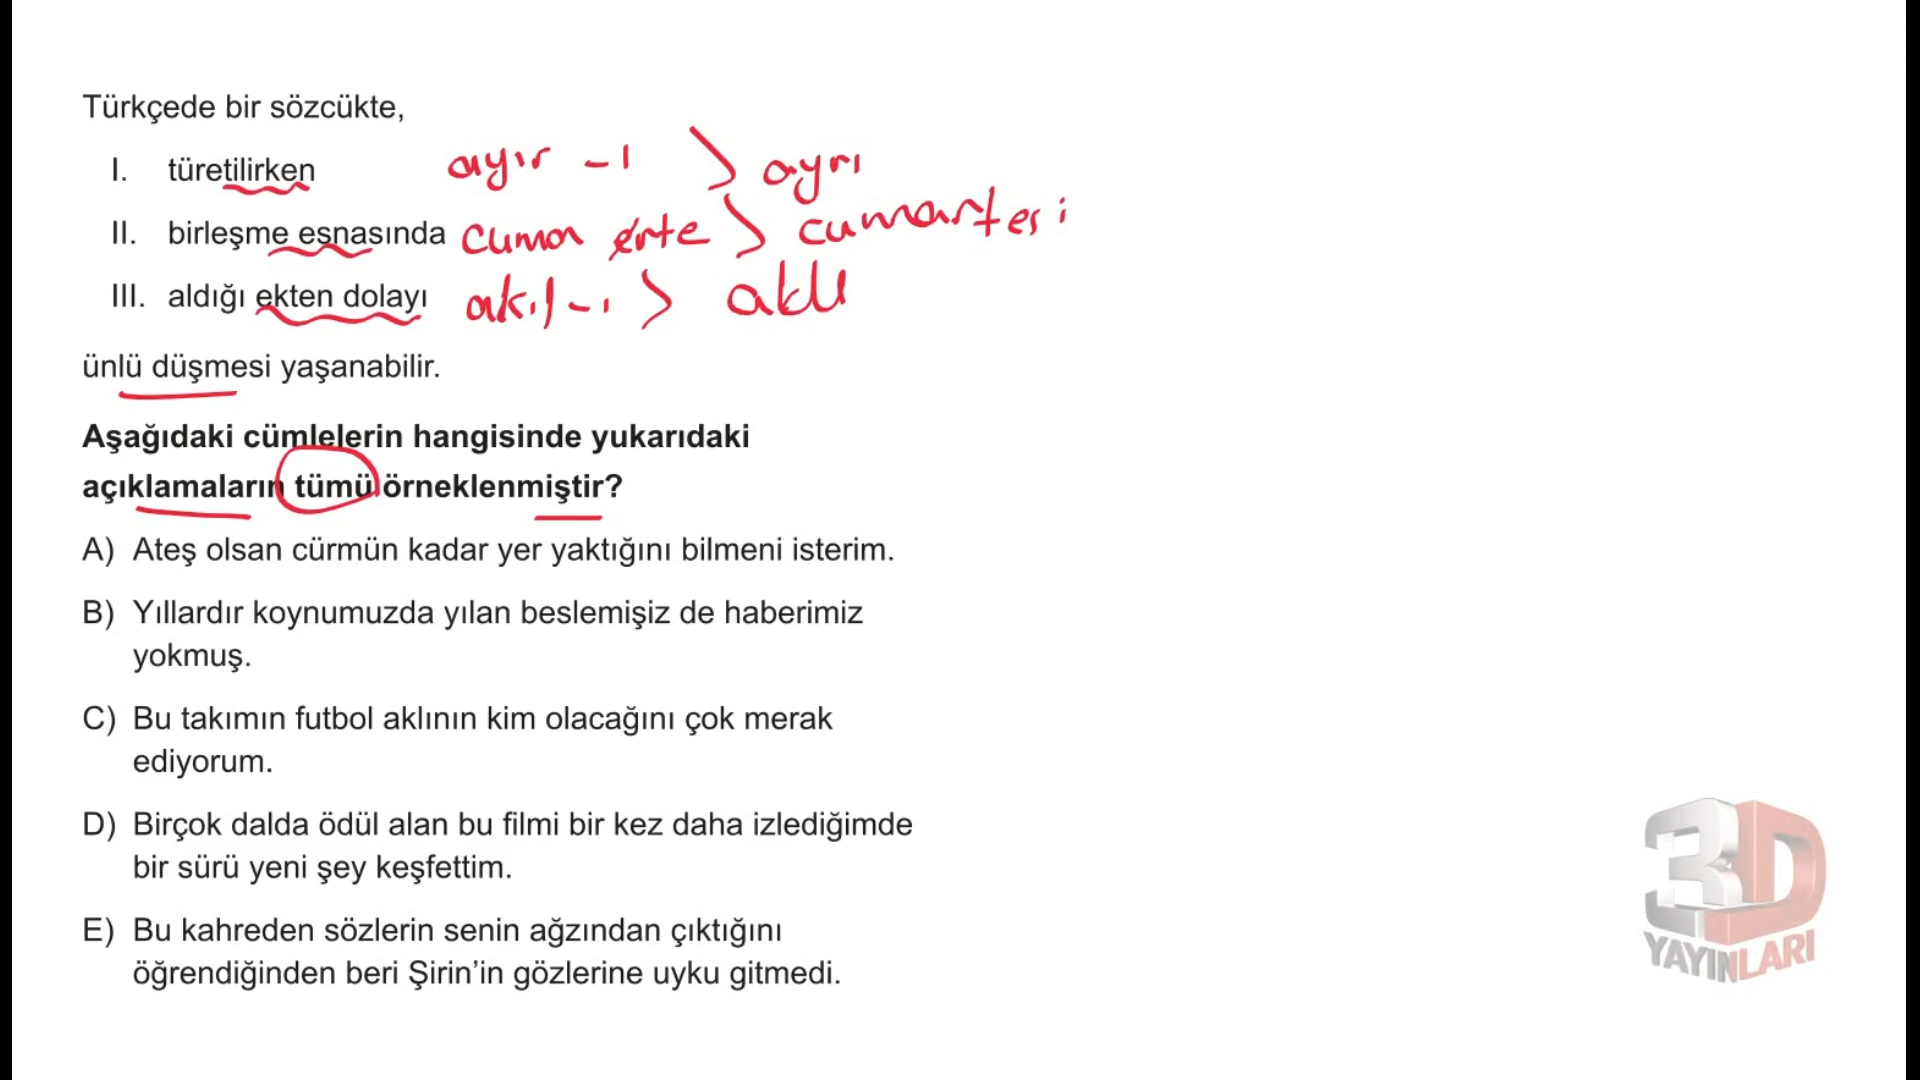 Türkçede bir sözcükte,
I. türetilirken ayır -ı > ayrı
II. birleşme esnasında cuma erte > cumartesi
III. aldığı ekten dolayı akıl -ı > aklı
ünlü düşmesi yaşanabilir.
Aşağıdaki cümlelerin hangisinde yukarıdaki
açıklamaların tümü örneklenmiştir?
A) Ateş olsan cürmün kadar yer yaktığını bilmeni isterim.
B) Yıllardır koynumuzda yılan beslemişiz de haberimiz
yokmuş.
C) Bu takımın futbol aklının kim olacağını çok merak
ediyorum.
D) Birçok dalda ödül alan bu filmi bir kez daha izlediğimde
bir sürü yeni şey keşfettim.
E) Bu kahreden sözlerin senin ağzından çıktığını
öğrendiğinden beri Şirin'in gözlerine uyku gitmedi.
3D
YAYINLARI